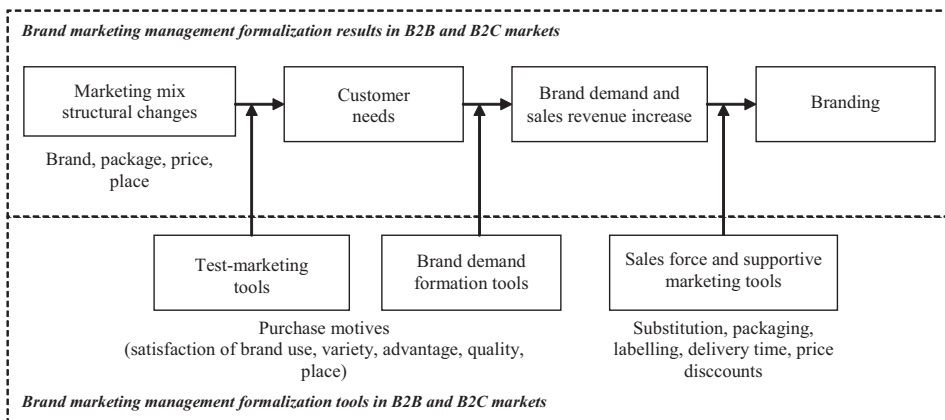 Brand marketing management formalization results in B2B and B2C markets
Marketing mix
structural changes
Customer
needs
Brand demand and
sales revenue increase
Branding
Brand, package, price,
place
Test-marketing
tools
Brand demand
formation tools
Sales force and supportive
marketing tools
Purchase motives
(satisfaction of brand use, variety, advantage, quality,
place)
Substitution, packaging,
labelling, delivery time, price
disccounts
Brand marketing management formalization tools in B2B and B2C markets